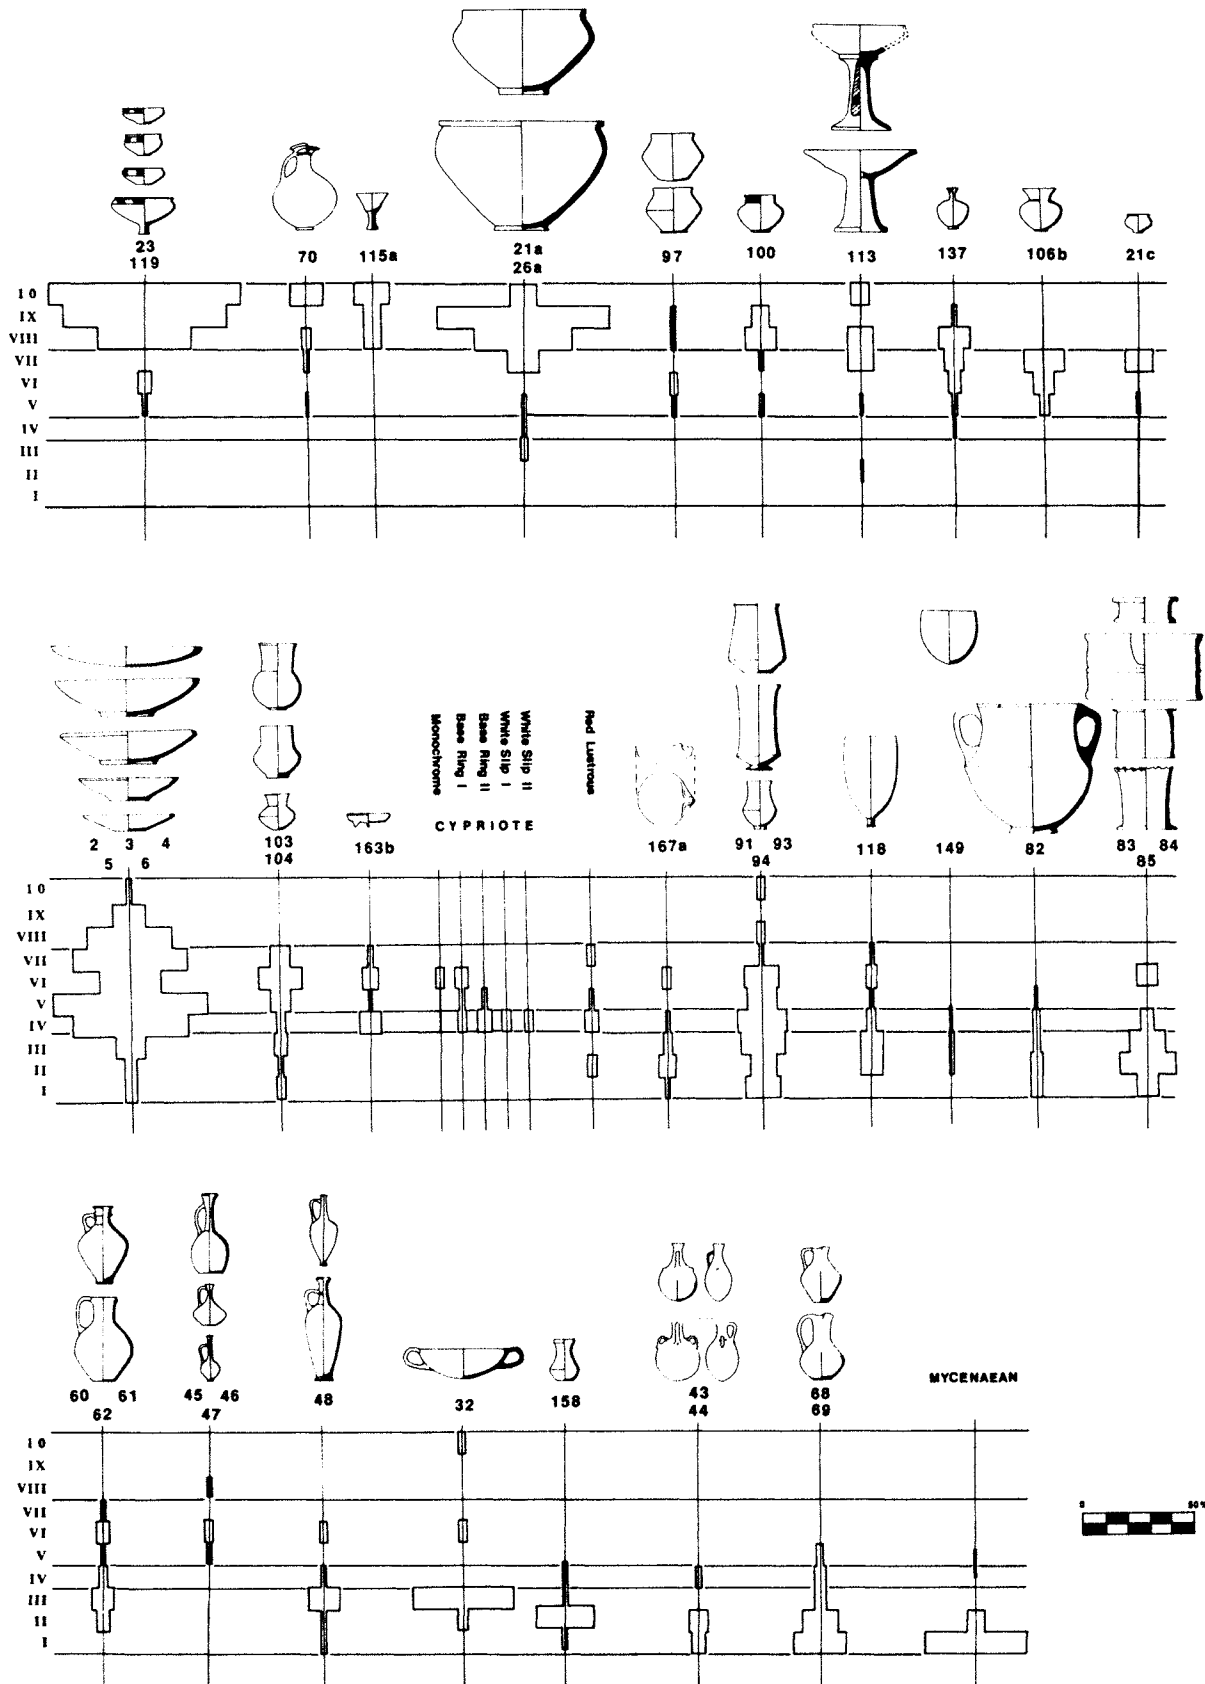 23 70 115a 21a 97 100 113 137 106b 21c
119 26a
10
IX
VIII
VII
VI
V
IV
III
II
I
Monochrome
Base Ring I
Base Ring II
White Slip I
White Slip II
Red Lustrous
CYPRIOTE
2 3 4 103 163b 167a 91 93 118 149 82 83 84
5 6 104 94 85
10
IX
VIII
VII
VI
V
IV
III
II
I
60 61 45 46 48 32 158 43 68 MYCENAEAN
62 47 44 69
10
IX
VIII
VII
VI
V
IV
III
II
I
0 50%